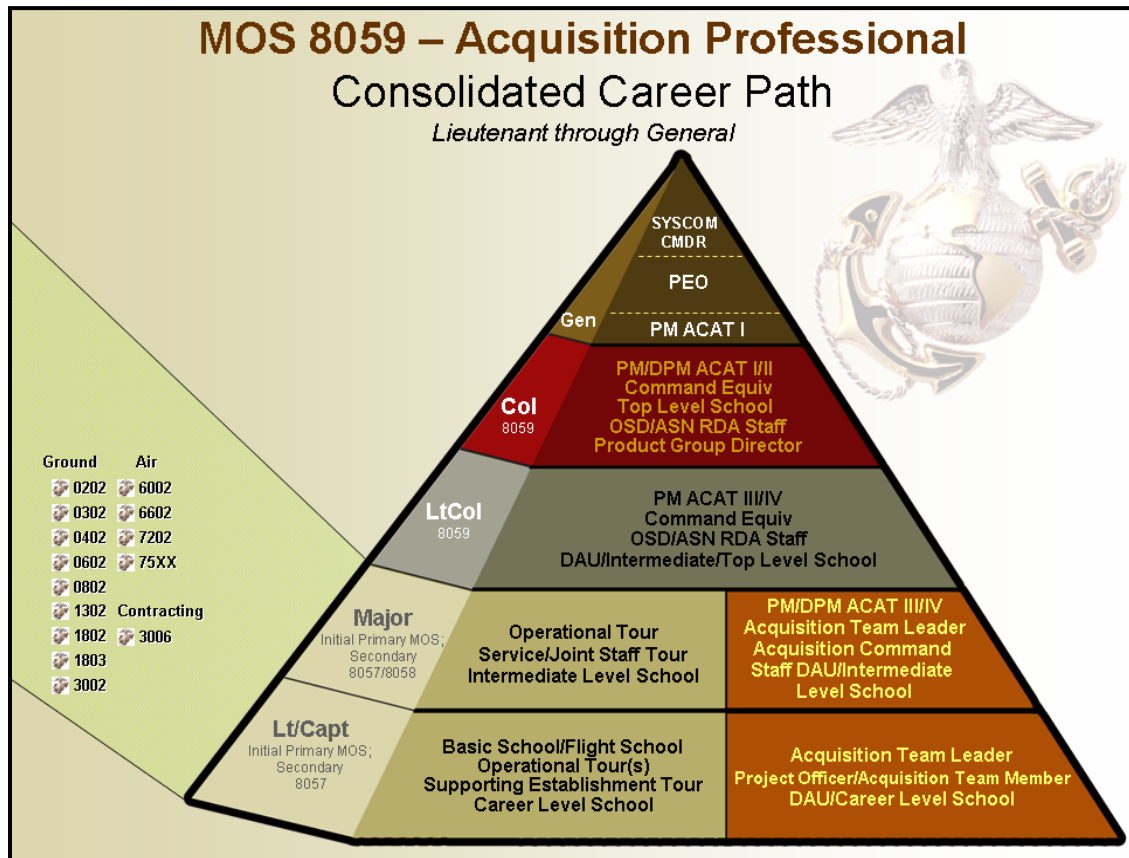 MOS 8059 – Acquisition Professional
Consolidated Career Path
Lieutenant through General
SYSCOM
CMDR
PEO
Gen
PM ACAT I
Col
8059
PM/DPM ACAT I/II
Command Equiv
Top Level School
OSD/ASN RDA Staff
Product Group Director
LtCol
8059
PM ACAT III/IV
Command Equiv
OSD/ASN RDA Staff
DAU/Intermediate/Top Level School
Ground Air
0202 6002
0302 6602
0402 7202
0602 75XX
0802
1302 Contracting
1802 3006
1803
3002
Major
Initial Primary MOS;
Secondary
8057/8058
Operational Tour
Service/Joint Staff Tour
Intermediate Level School
PM/DPM ACAT III/IV
Acquisition Team Leader
Acquisition Command
Staff DAU/Intermediate
Level School
Lt/Capt
Initial Primary MOS;
Secondary
8057
Basic School/Flight School
Operational Tour(s)
Supporting Establishment Tour
Career Level School
Acquisition Team Leader
Project Officer/Acquisition Team Member
DAU/Career Level School